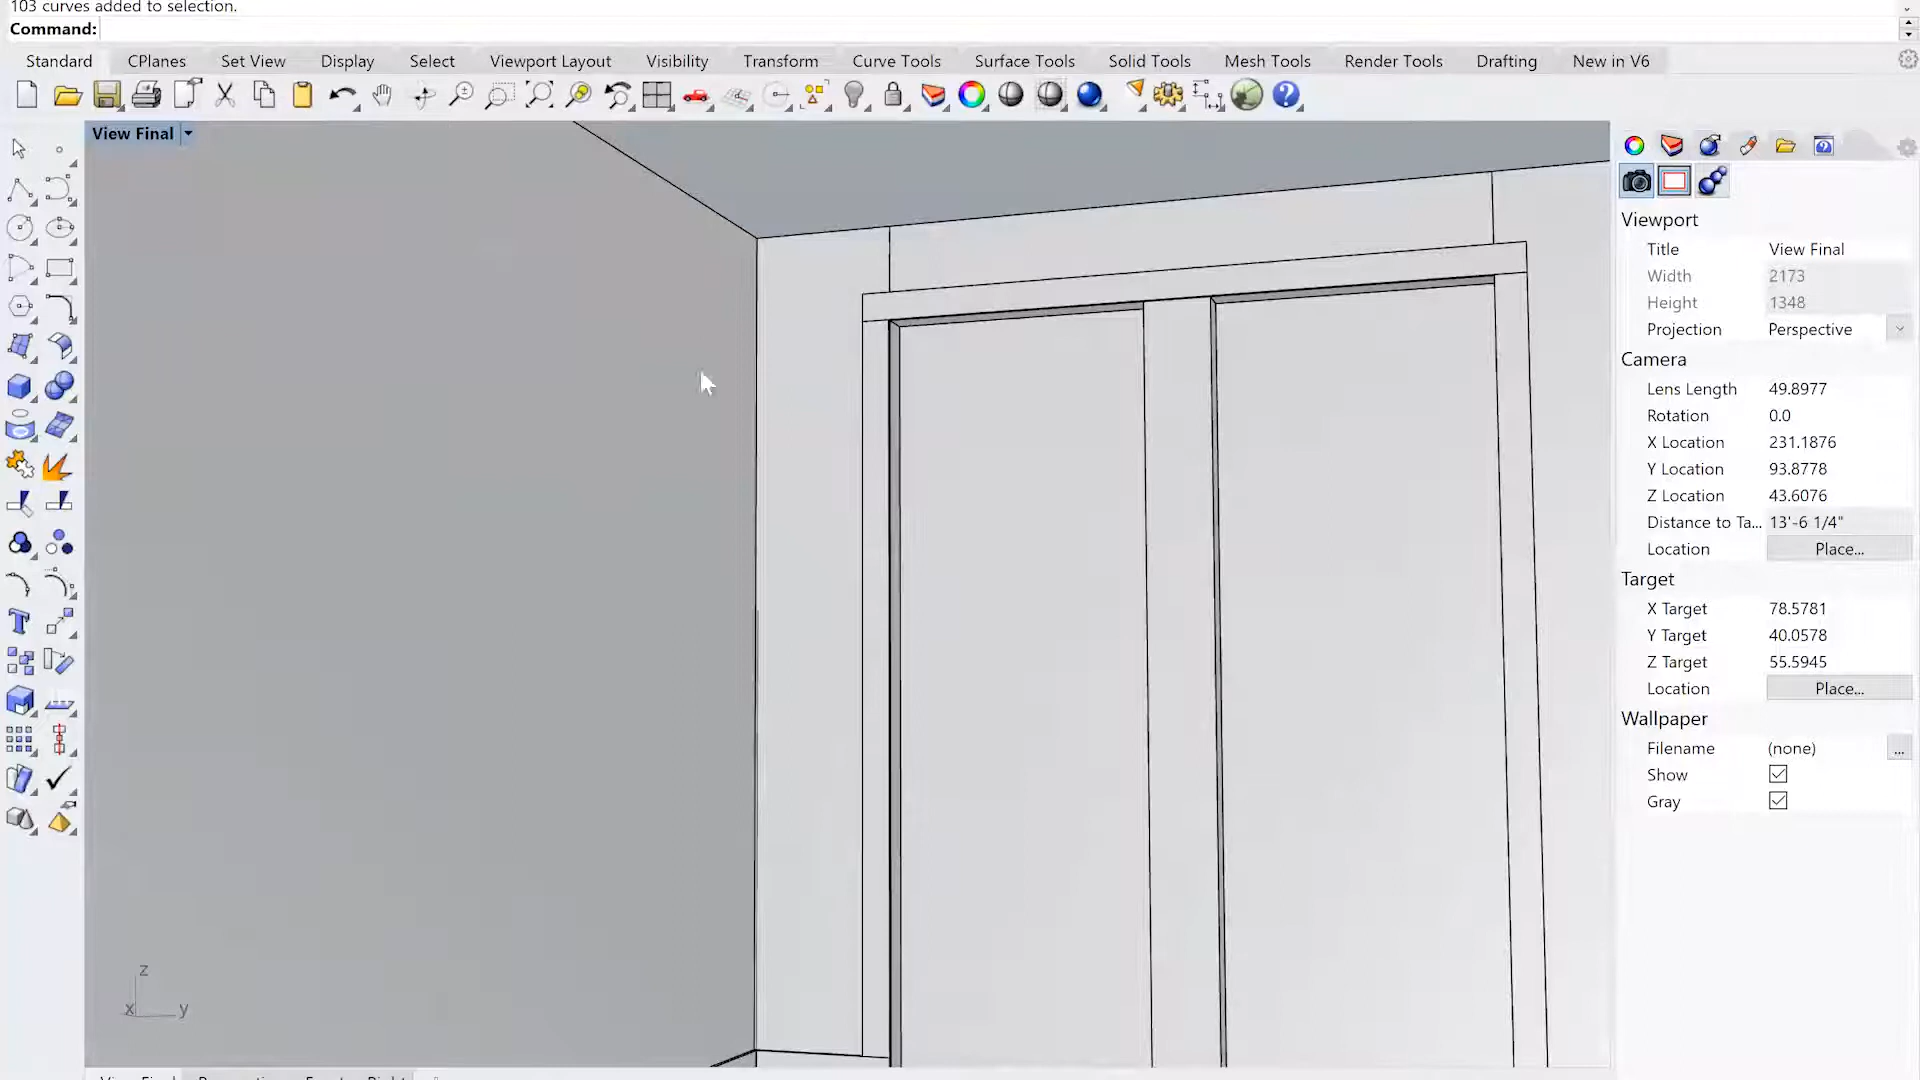 103 curves added to selection.
Command:
Standard CPlanes Set View Display Select Viewport Layout Visibility Transform Curve Tools Surface Tools Solid Tools Mesh Tools Render Tools Drafting New in V6
View Final
Viewport
Title View Final
Width 2173
Height 1348
Projection Perspective
Camera
Lens Length 49.8977
Rotation 0.0
X Location 231.1876
Y Location 93.8778
Z Location 43.6076
Distance to Ta... 13'-6 1/4"
Location Place...
Target
X Target 78.5781
Y Target 40.0578
Z Target 55.5945
Location Place...
Wallpaper
Filename (none) ...
Show
Gray
z
x y